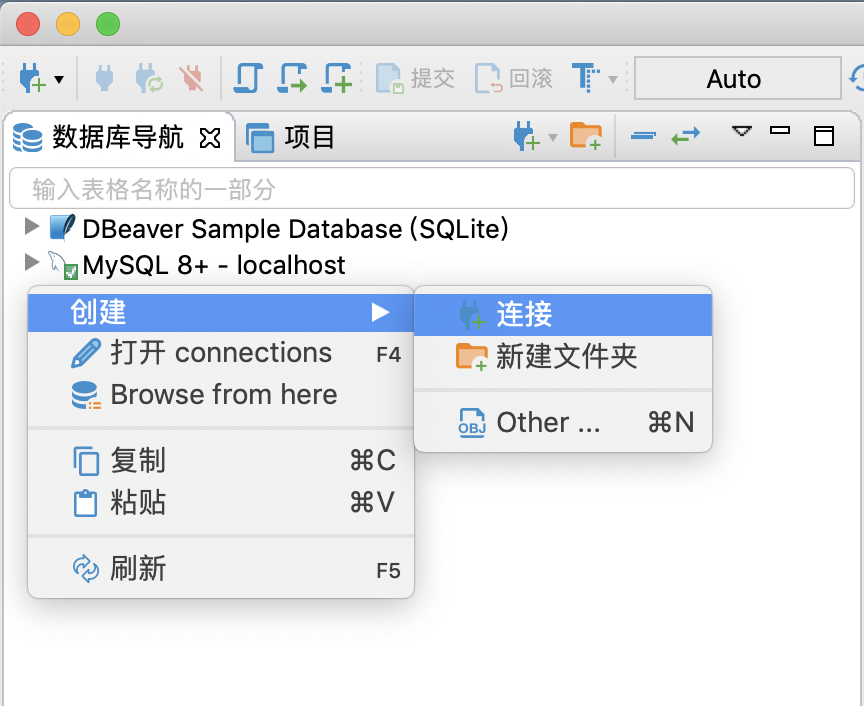 提交 回滚 Auto
数据库导航 项目
输入表格名称的一部分
DBeaver Sample Database (SQLite)
MySQL 8+ - localhost
创建
打开 connections F4
Browse from here
复制 ⌘C
粘贴 ⌘V
刷新 F5
连接
新建文件夹
OBJ Other ... ⌘N